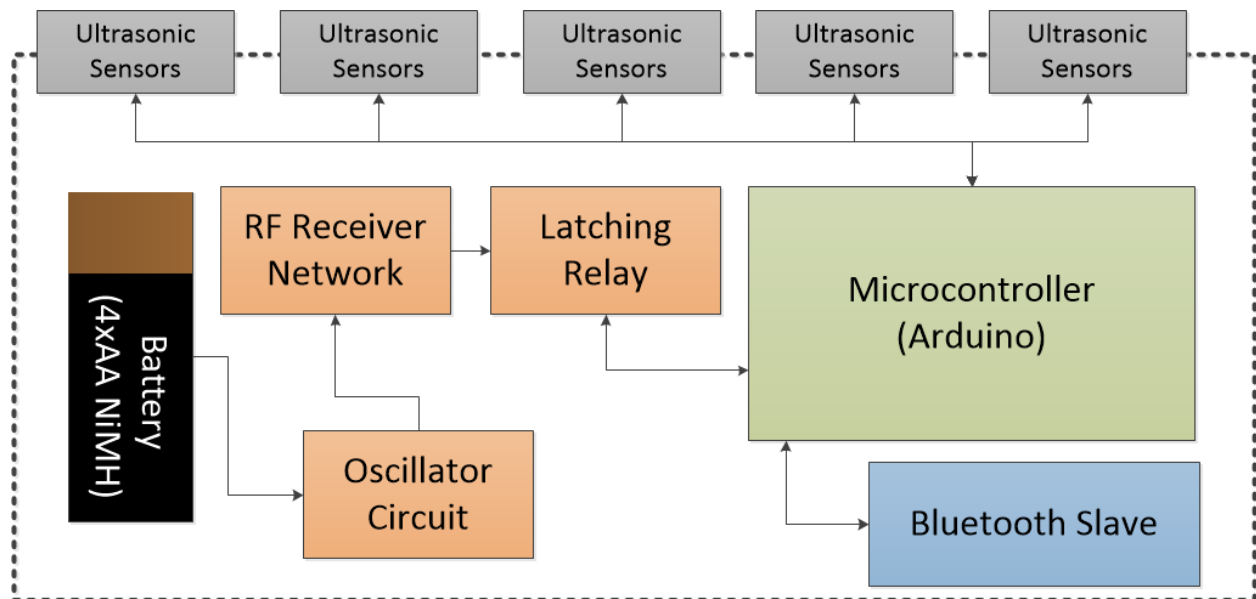 Ultrasonic
Sensors
Ultrasonic
Sensors
Ultrasonic
Sensors
Ultrasonic
Sensors
Ultrasonic
Sensors
RF Receiver
Network
Latching
Relay
Microcontroller
(Arduino)
Battery
(4xAA NiMH)
Oscillator
Circuit
Bluetooth Slave